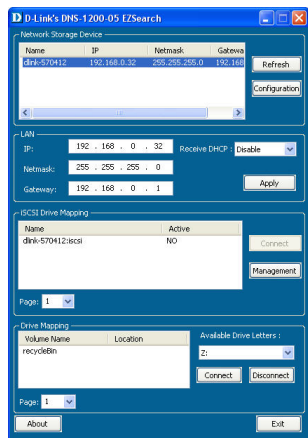 D-Link's DNS-1200-05 EZSearch
Network Storage Device
Name IP Netmask Gatewa
dlink-570412 192.168.0.32 255.255.255.0 192.168
Refresh
Configuration
LAN
IP: 192 . 168 . 0 . 32 Receive DHCP : Disable
Netmask: 255 . 255 . 255 . 0
Gateway: 192 . 168 . 0 . 1
Apply
iSCSI Drive Mapping
Name Active
dlink-570412:iscsi NO
Connect
Management
Page: 1
Drive Mapping
Volume Name Location
recycleBin
Available Drive Letters :
Z:
Connect Disconnect
Page: 1
About Exit